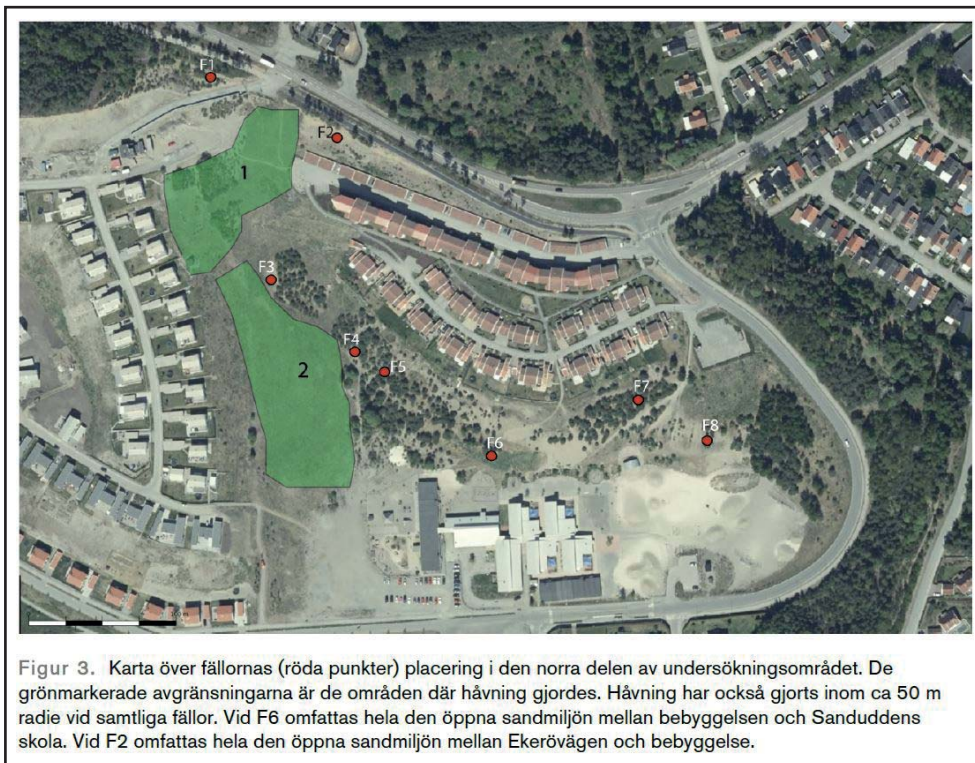 F1
F2
1
F3
F4
2
F5
F7
F8
F6
100 m
Figur 3. Karta över fällornas (röda punkter) placering i den norra delen av undersökningsområdet. De
grönmarkerade avgränsningarna är de områden där håvning gjordes. Håvning har också gjorts inom ca 50 m
radie vid samtliga fällor. Vid F6 omfattas hela den öppna sandmiljön mellan bebyggelsen och Sanduddens
skola. Vid F2 omfattas hela den öppna sandmiljön mellan Ekerövägen och bebyggelse.